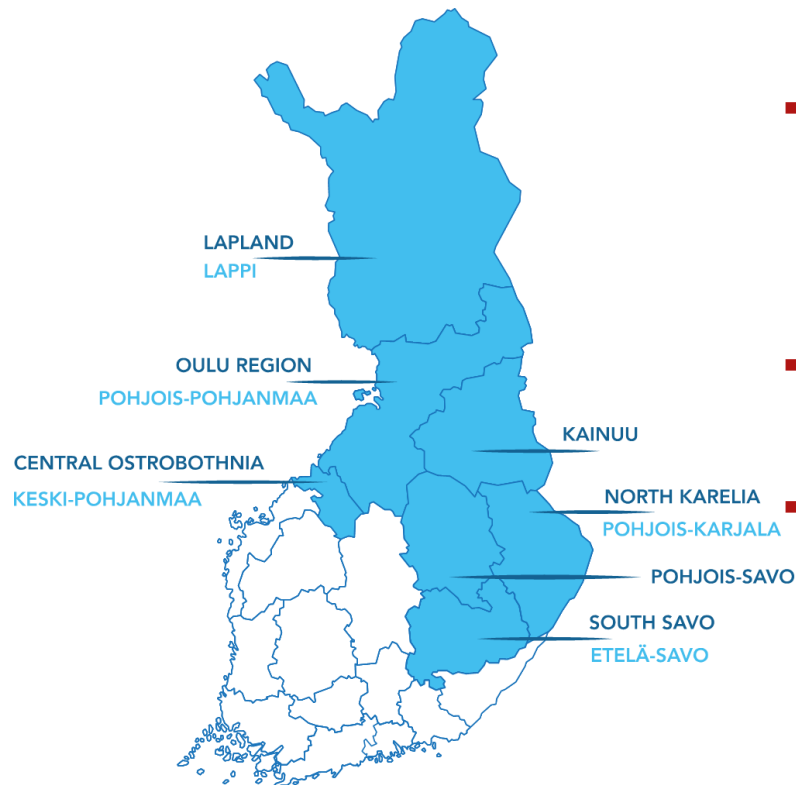 LAPLAND
LAPPI
OULU REGION
POHJOIS-POHJANMAA
KAINUU
CENTRAL OSTROBOTHNIA
KESKI-POHJANMAA
NORTH KARELIA
POHJOIS-KARJALA
POHJOIS-SAVO
SOUTH SAVO
ETELÄ-SAVO